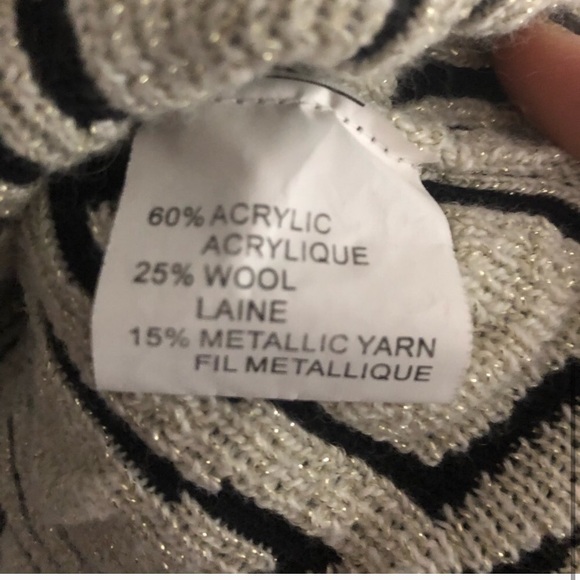 60% ACRYLIC
ACRYLIQUE
25% WOOL
LAINE
15% METALLIC YARN
FIL METALLIQUE